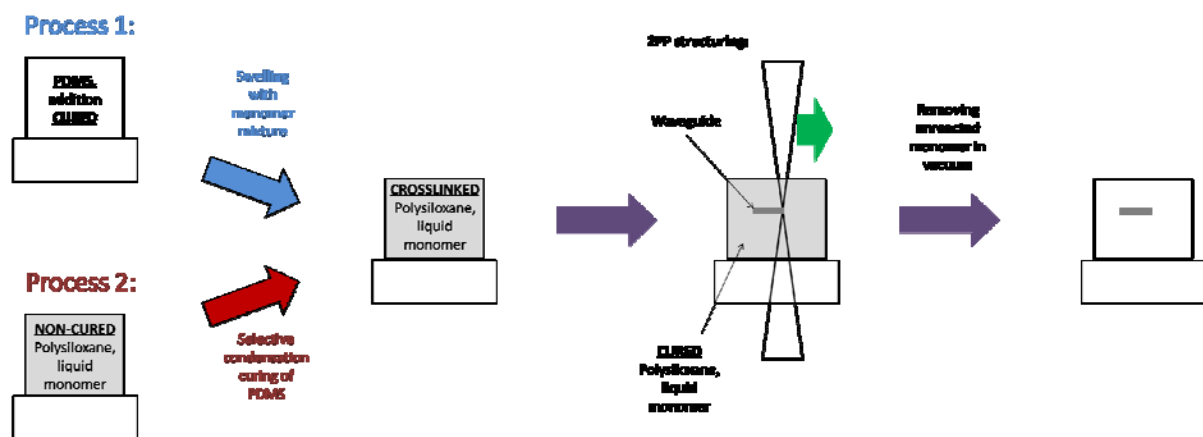 Process 1:
PDMS,
addition
CURED
Swelling
with
monomer
mixture
Process 2:
NON-CURED
Polysiloxane,
liquid
monomer
Selective
condensation
curing of
PDMS
CROSSLINKED
Polysiloxane,
liquid
monomer
2PP structuring:
Waveguide
CURED
Polysiloxane,
liquid
monomer
Removing
unreacted
monomer in
vacuum